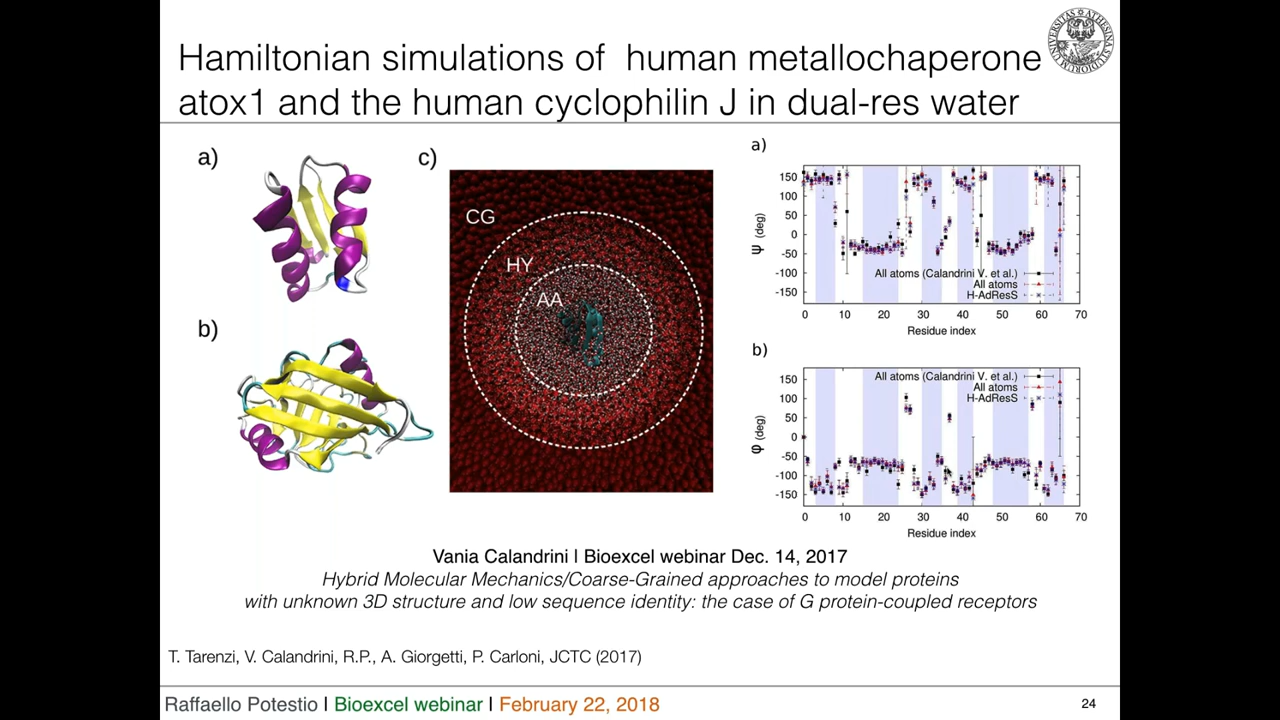 Hamiltonian simulations of human metallochaperone
atox1 and the human cyclophilin J in dual-res water
a)
b)
c)
CG
HY
AA
a)
150
100
50
0
-50
-100
-150
ψ (deg)
All atoms (Calandrini V. et al.)
All atoms
H-AdResS
0 10 20 30 40 50 60 70
Residue index
b)
150
100
50
0
-50
-100
-150
φ (deg)
All atoms (Calandrini V. et al.)
All atoms
H-AdResS
0 10 20 30 40 50 60 70
Residue index
Vania Calandrini | Bioexcel webinar Dec. 14, 2017
Hybrid Molecular Mechanics/Coarse-Grained approaches to model proteins
with unknown 3D structure and low sequence identity: the case of G protein-coupled receptors
T. Tarenzi, V. Calandrini, R.P., A. Giorgetti, P. Carloni, JCTC (2017)
Raffaello Potestio | Bioexcel webinar | February 22, 2018
24